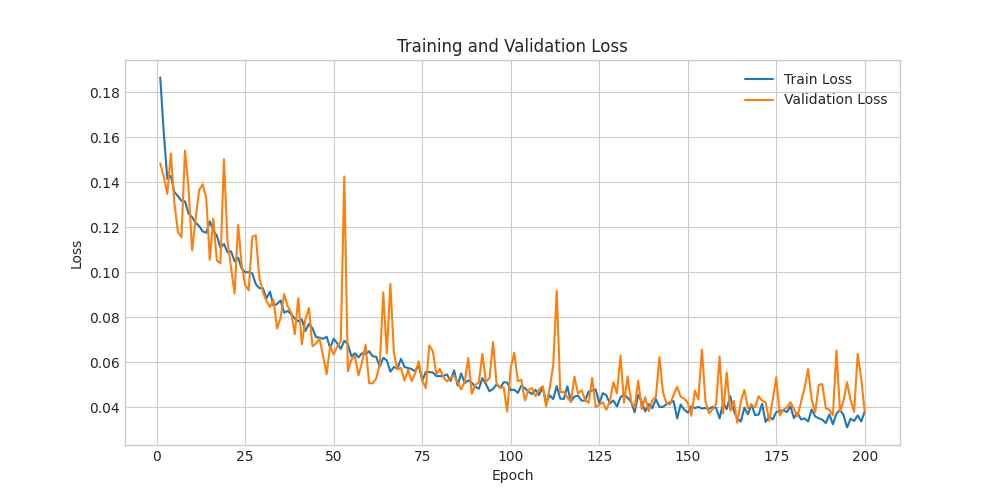 Training and Validation Loss
Train Loss
Validation Loss
0.18
0.16
0.14
0.12
0.10
0.08
0.06
0.04
Loss
0 25 50 75 100 125 150 175 200
Epoch